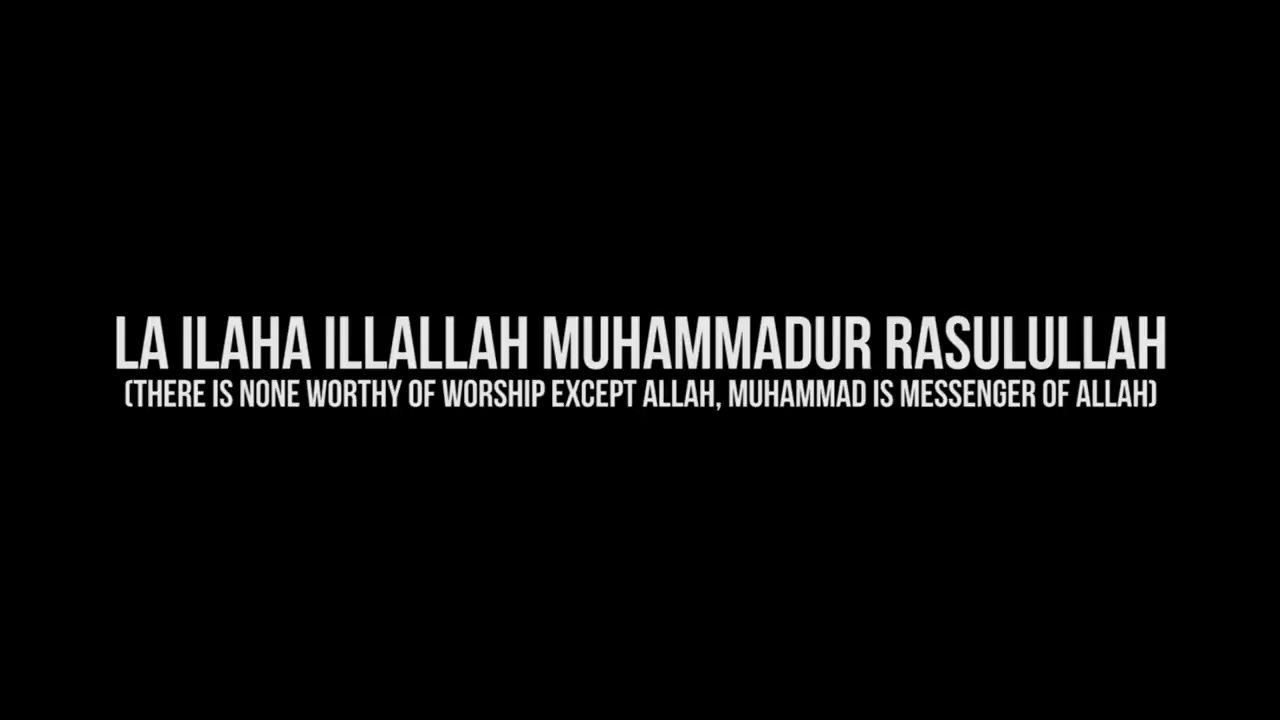 LA ILAHA ILLALLAH MUHAMMADUR RASULULLAH
(THERE IS NONE WORTHY OF WORSHIP EXCEPT ALLAH, MUHAMMAD IS MESSENGER OF ALLAH)